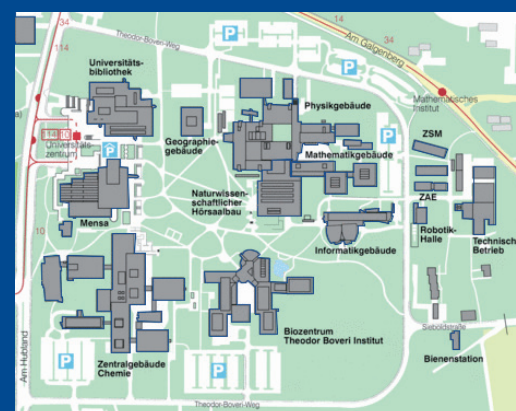 34
114
Theodor-Boveri-Weg
14
34
Am Galgenberg
P
P
Universitäts-
bibliothek
Physikgebäude
Mathematisches
Institut
Geographie-
gebäude
P
ZSM
Universitäts-
zentrum
P
Mathematikgebäude
Naturwissen-
schaftlicher
Hörsaalbau
ZAE
Mensa
Robotik-
Halle
Technischer
Betrieb
10
Informatikgebäude
Am Hubland
Biozentrum
Theodor Boveri Institut
Sieboldstraße
Bienenstation
P
Zentralgebäude
Chemie
P
Theodor-Boveri-Weg